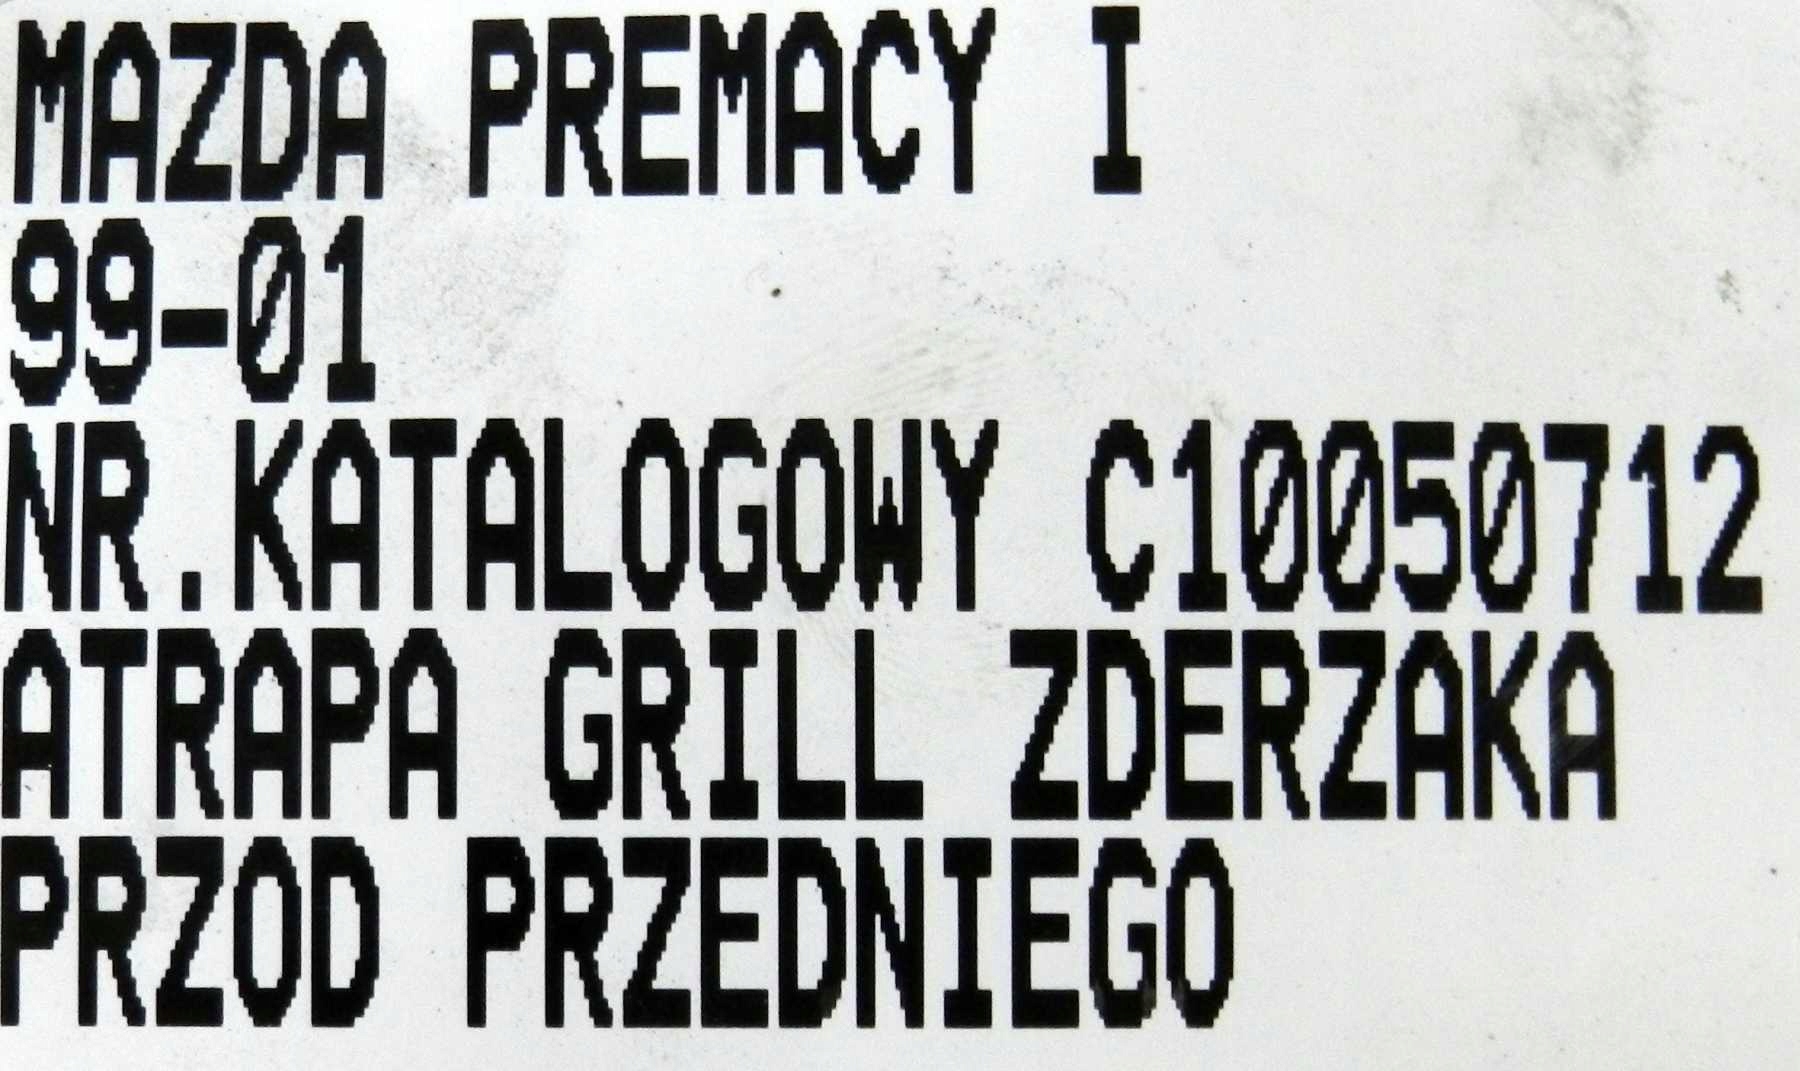 MAZDA PREMACY I
99-01
NR.KATALOGOWY C10050712
ATRAPA GRILL ZDERZAKA
PRZOD PRZEDNIEGO